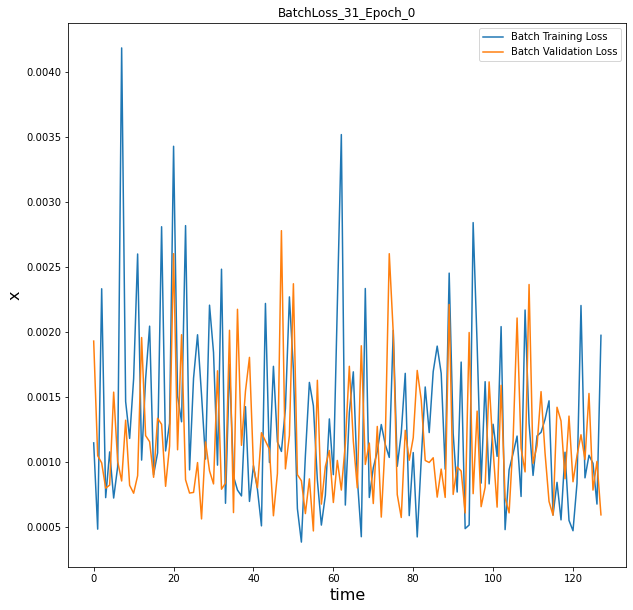 BatchLoss_31_Epoch_0
Batch Training Loss
Batch Validation Loss
0.0040
0.0035
0.0030
0.0025
0.0020
0.0015
0.0010
0.0005
x
0 20 40 60 80 100 120
time